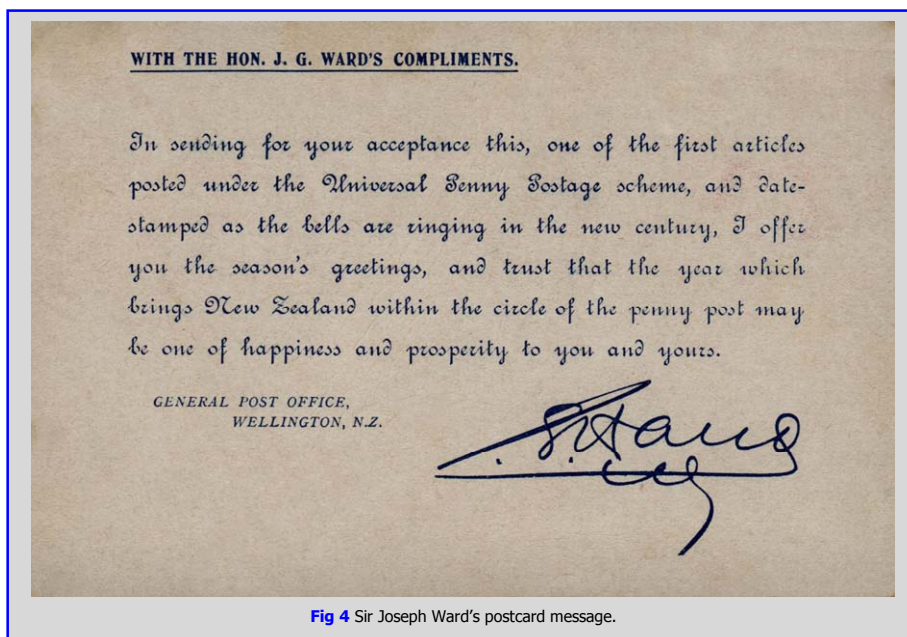 WITH THE HON. J. G. WARD'S COMPLIMENTS.
In sending for your acceptance this, one of the first articles
posted under the Universal Penny Postage scheme, and date-
stamped as the bells are ringing in the new century, I offer
you the season's greetings, and trust that the year which
brings New Zealand within the circle of the penny post may
be one of happiness and prosperity to you and yours.
GENERAL POST OFFICE,
WELLINGTON, N.Z.
Fig 4 Sir Joseph Ward's postcard message.